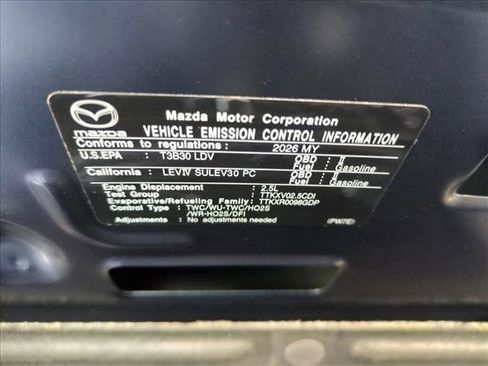 Mazda Motor Corporation
mazda VEHICLE EMISSION CONTROL INFORMATION
Conforms to regulations: 2026 MY
U.S.EPA : T3B30 LDV OBD : II
Fuel : Gasoline
California : LEVIV SULEV30 PC OBD : II
Fuel : Gasoline
Engine Displacement : 2.5L
Test Group : TTKXV02.5CDI
Evaporative/Refueling Family: TTKXR0098GDP
Control Type : TWC/WU-TWC/HO2S
/WR-HO2S/DFI
Adjustments : No adjustments needed (PW7E)